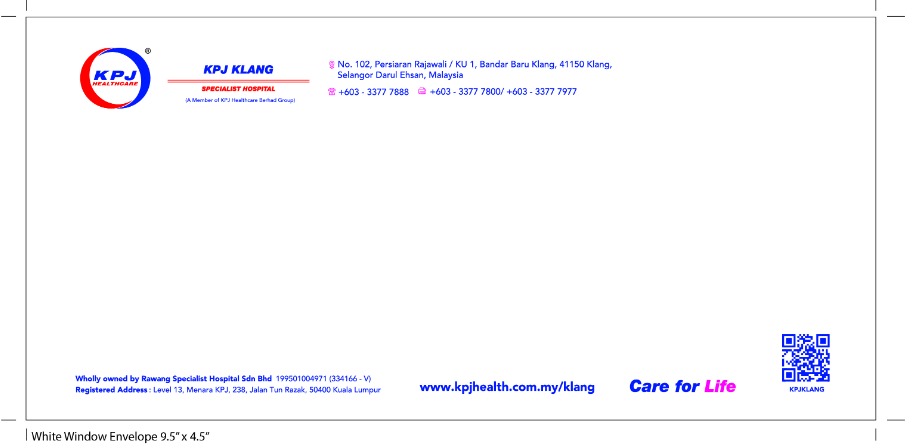 ®
KPJ
HEALTHCARE
KPJ KLANG
SPECIALIST HOSPITAL
(A Member of KPJ Healthcare Berhad Group)
No. 102, Persiaran Rajawali / KU 1, Bandar Baru Klang, 41150 Klang,
Selangor Darul Ehsan, Malaysia
+603 - 3377 7888 +603 - 3377 7800/ +603 - 3377 7977
Wholly owned by Rawang Specialist Hospital Sdn Bhd 199501004971 (334166 - V)
Registered Address : Level 13, Menara KPJ, 238, Jalan Tun Razak, 50400 Kuala Lumpur
www.kpjhealth.com.my/klang
Care for Life
KPJKLANG
White Window Envelope 9.5” x 4.5”